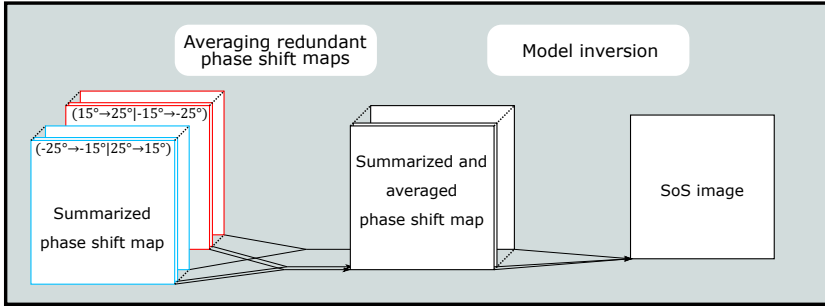 Averaging redundant
phase shift maps
Model inversion
(15°→25°|-15°→-25°)
(-25°→-15°|25°→15°)
Summarized
phase shift map
Summarized and
averaged
phase shift map
SoS image